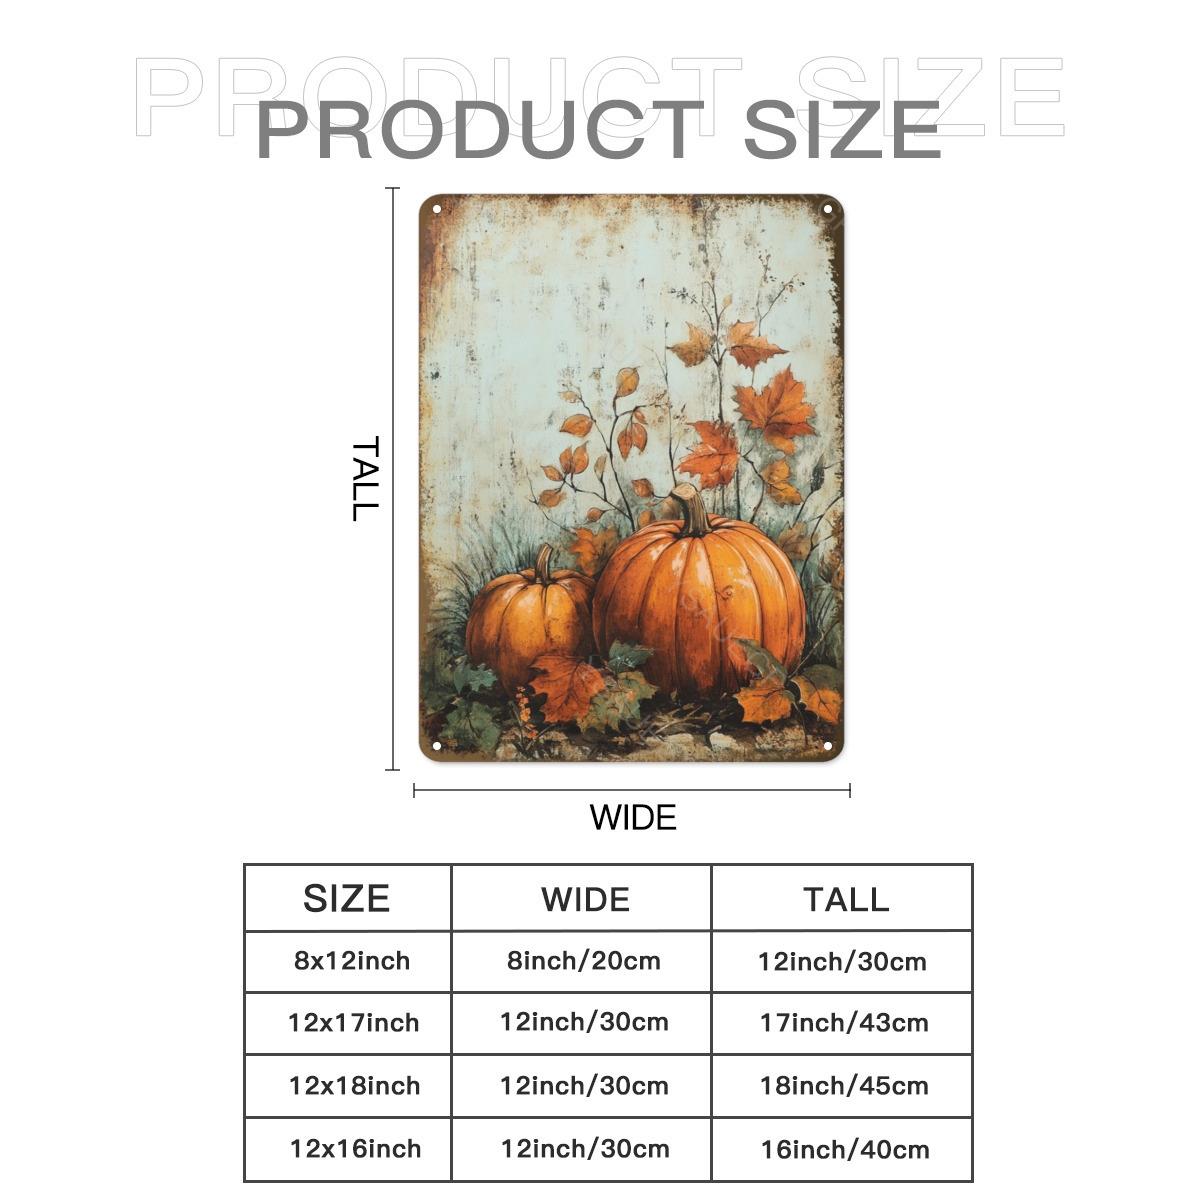 PRODUCT SIZE
PRODUCT SIZE
TALL
WIDE
SIZE WIDE TALL
8x12inch 8inch/20cm 12inch/30cm
12x17inch 12inch/30cm 17inch/43cm
12x18inch 12inch/30cm 18inch/45cm
12x16inch 12inch/30cm 16inch/40cm